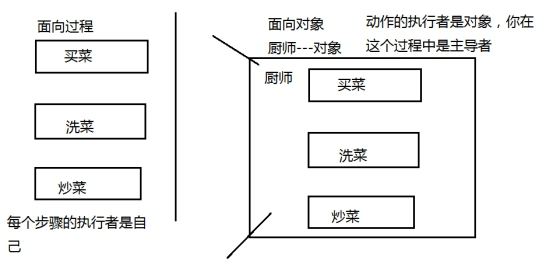 面向过程
买菜
洗菜
炒菜
每个步骤的执行者是自
己
面向对象
厨师---对象
动作的执行者是对象，你在
这个过程中是主导者
厨师
买菜
洗菜
炒菜